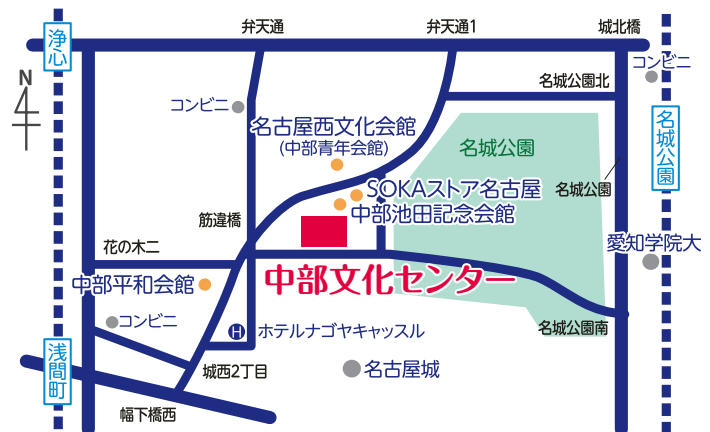 弁天通
弁天通1
城北橋
浄心
N
コンビニ
名城公園北
コンビニ
名古屋西文化会館
(中部青年会館)
名城公園
名城公園
SOKAストア名古屋
名城公園
中部池田記念会館
筋違橋
花の木二
愛知学院大
中部平和会館
中部文化センター
コンビニ
H ホテルナゴヤキャッスル
名城公園南
浅間町
城西2丁目
名古屋城
幅下橋西